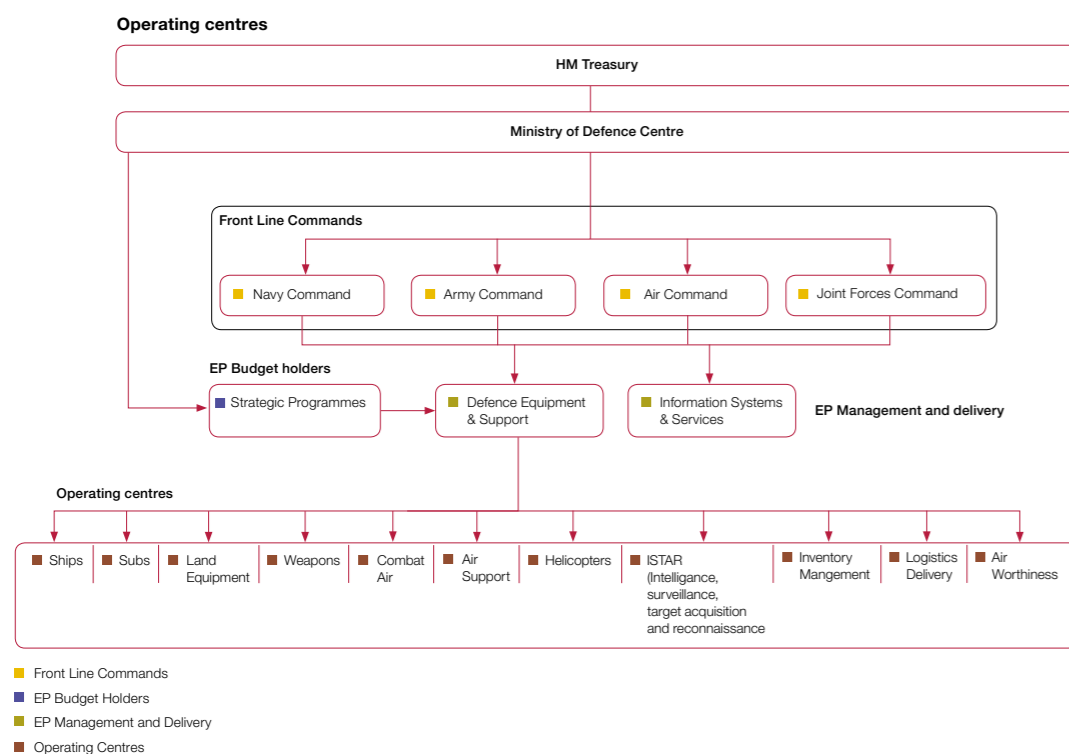 Operating centres
HM Treasury
Ministry of Defence Centre
Front Line Commands
Navy Command
Army Command
Air Command
Joint Forces Command
EP Budget holders
Strategic Programmes
Defence Equipment
& Support
Information Systems
& Services
EP Management and delivery
Operating centres
Ships
Subs
Land
Equipment
Weapons
Combat
Air
Air
Support
Helicopters
ISTAR
(Intelligance,
surveillance,
target acquisition
and reconnaissance
Inventory
Mangement
Logistics
Delivery
Air
Worthiness
Front Line Commands
EP Budget Holders
EP Management and Delivery
Operating Centres